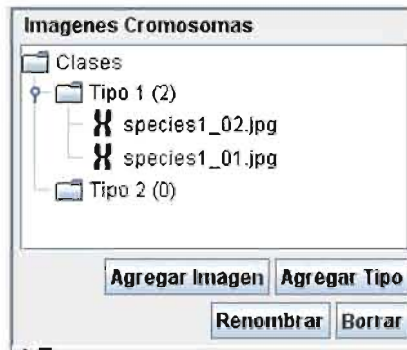 Imagenes Cromosomas
Clases
Tipo 1 (2)
species1_02.jpg
species1_01.jpg
Tipo 2 (0)
Agregar Imagen Agregar Tipo
Renombrar Borrar